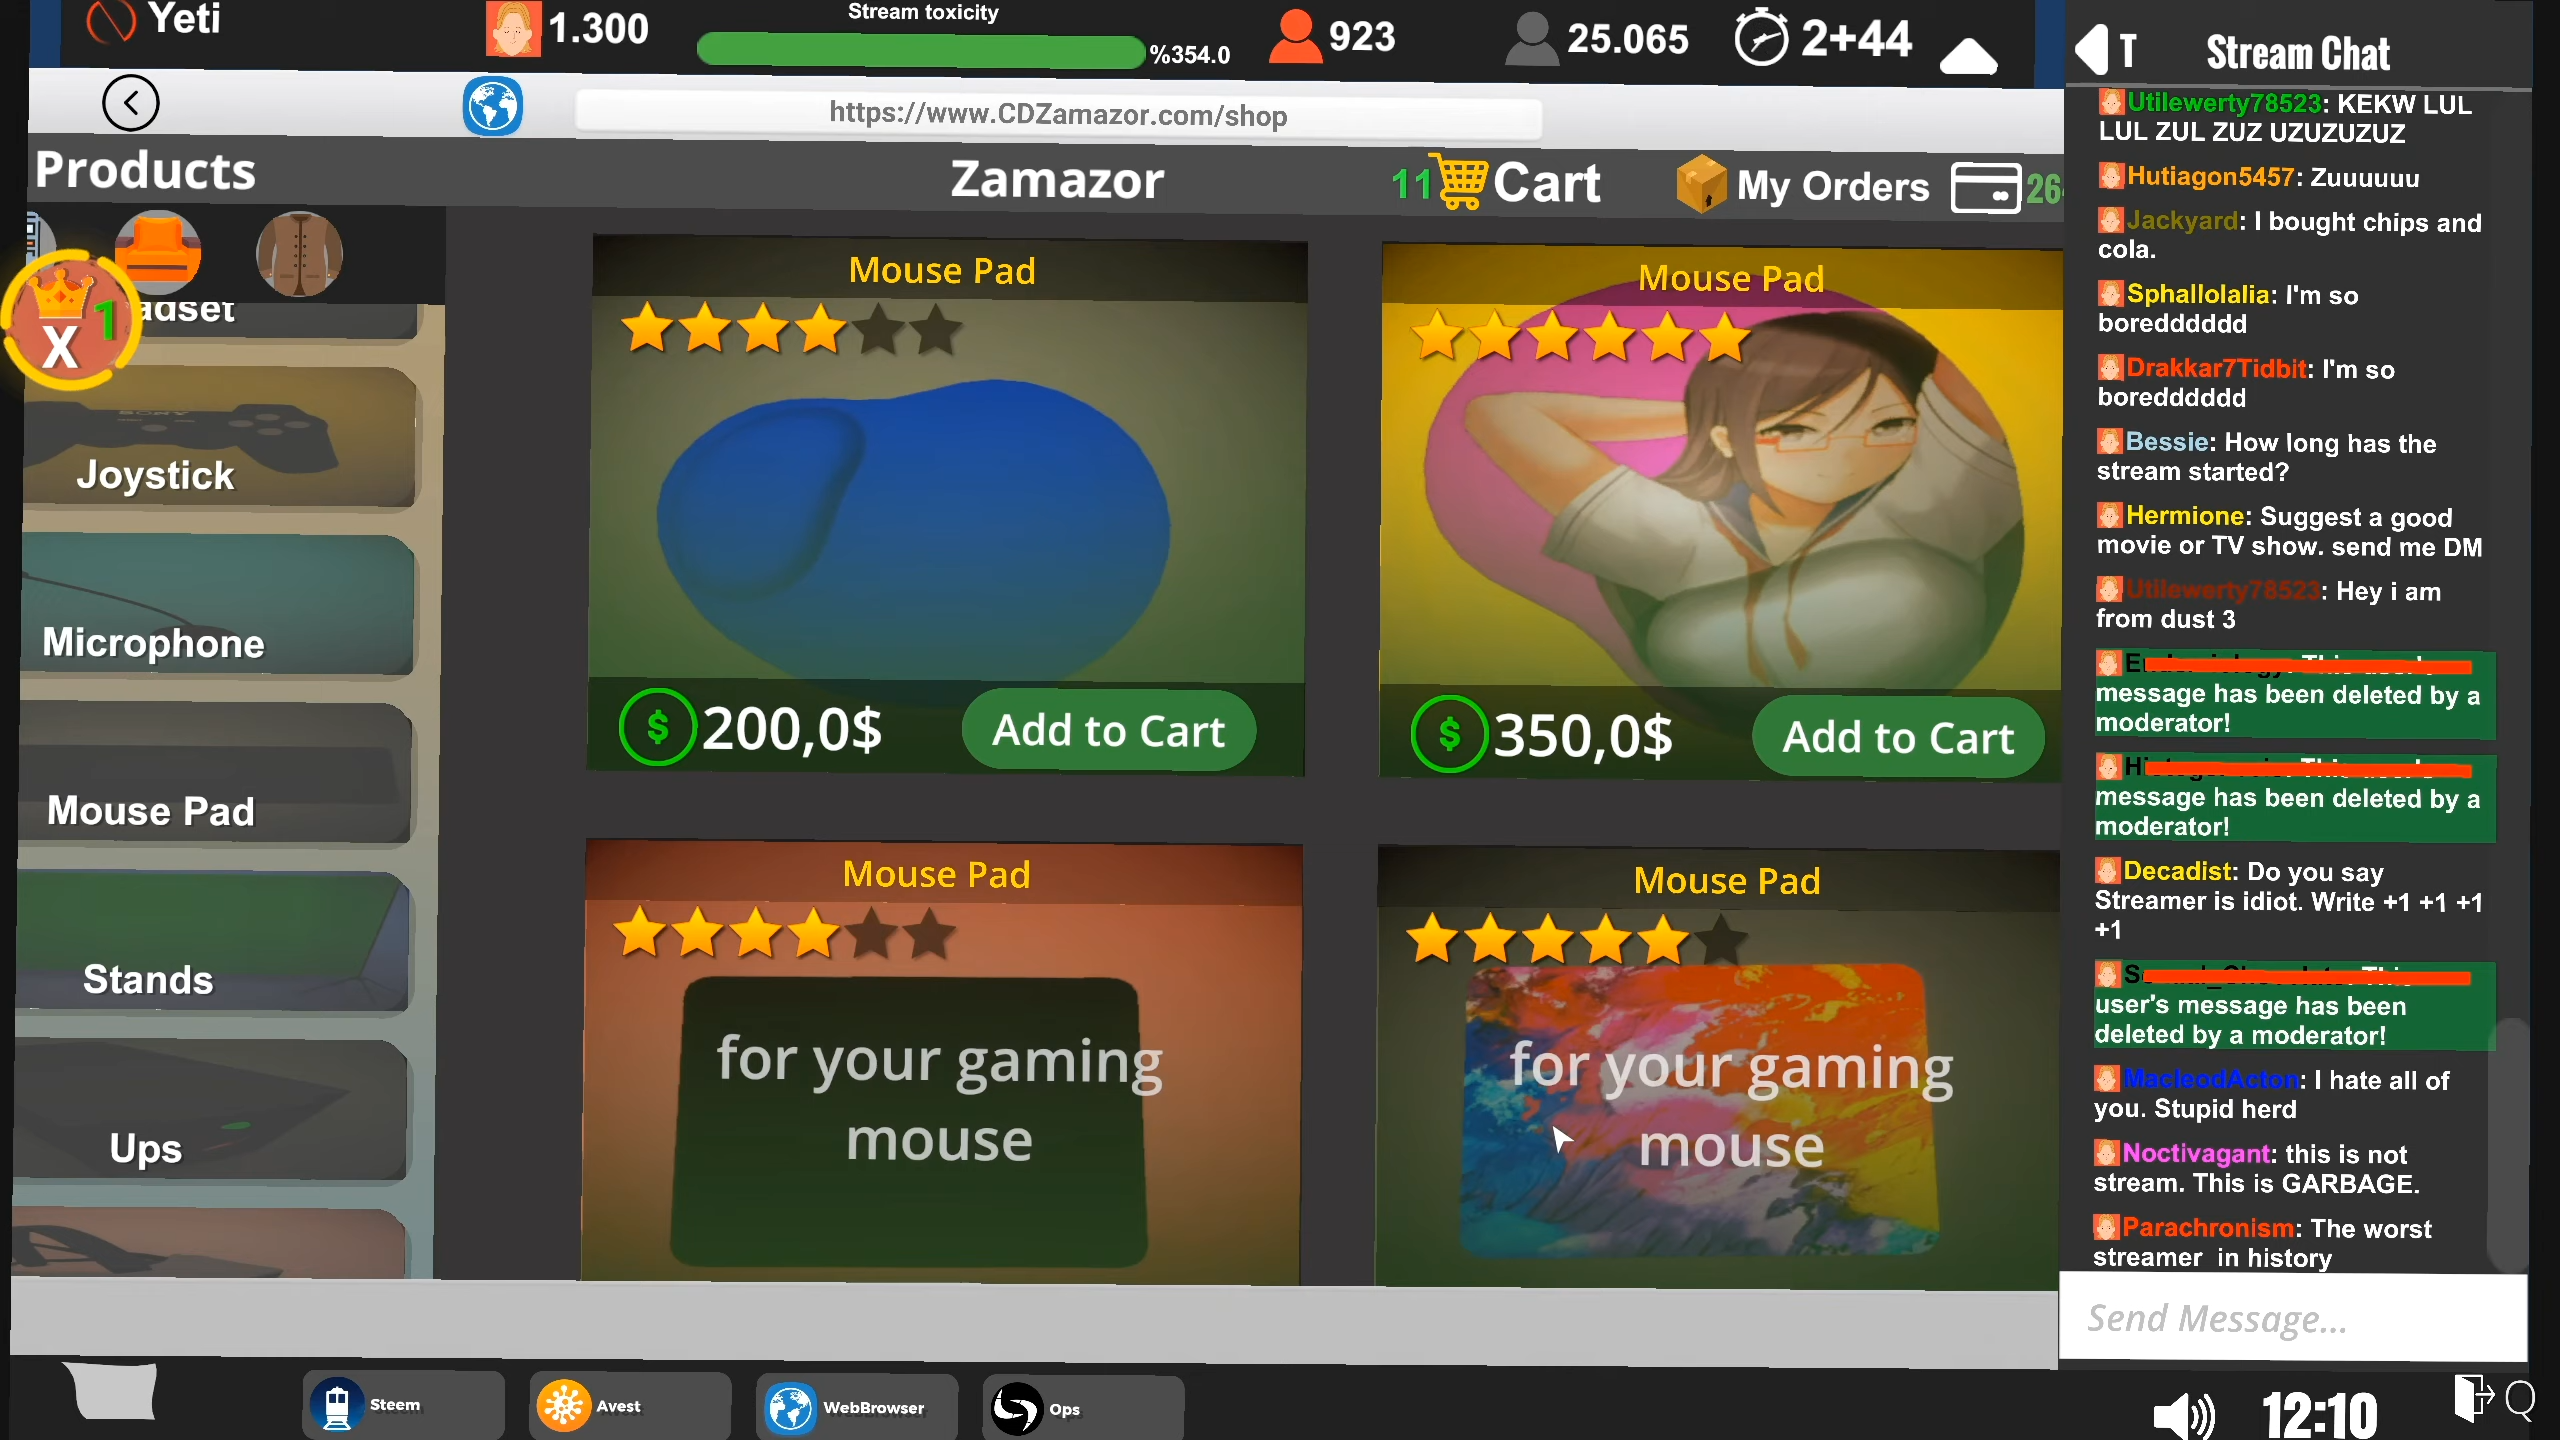 Yeti
1.300
Stream toxicity
%354.0
923
25.065
2+44
T
Stream Chat
https://www.CDZamazor.com/shop
Products
Zamazor
11
Cart
My Orders
26
X
1
adset
Joystick
Microphone
Mouse Pad
Stands
Ups
Mouse Pad
$
200,0$
Add to Cart
Mouse Pad
$
350,0$
Add to Cart
Mouse Pad
for your gaming
mouse
Mouse Pad
for your gaming
mouse
Utilewerty78523: KEKW LUL
LUL ZUL ZUZ UZUZUZUZ
Hutiagon5457: Zuuuuuu
Jackyard: I bought chips and
cola.
Sphallolalia: I'm so
boredddddd
Drakkar7Tidbit: I'm so
boredddddd
Bessie: How long has the
stream started?
Hermione: Suggest a good
movie or TV show. send me DM
Utilewerty78523: Hey i am
from dust 3
message has been deleted by a
moderator!
message has been deleted by a
moderator!
Decadist: Do you say
Streamer is idiot. Write +1 +1 +1
+1
user's message has been
deleted by a moderator!
MacleodActon: I hate all of
you. Stupid herd
Noctivagant: this is not
stream. This is GARBAGE.
Parachronism: The worst
streamer in history
Send Message...
Steem
Avest
WebBrowser
Ops
12:10
Q